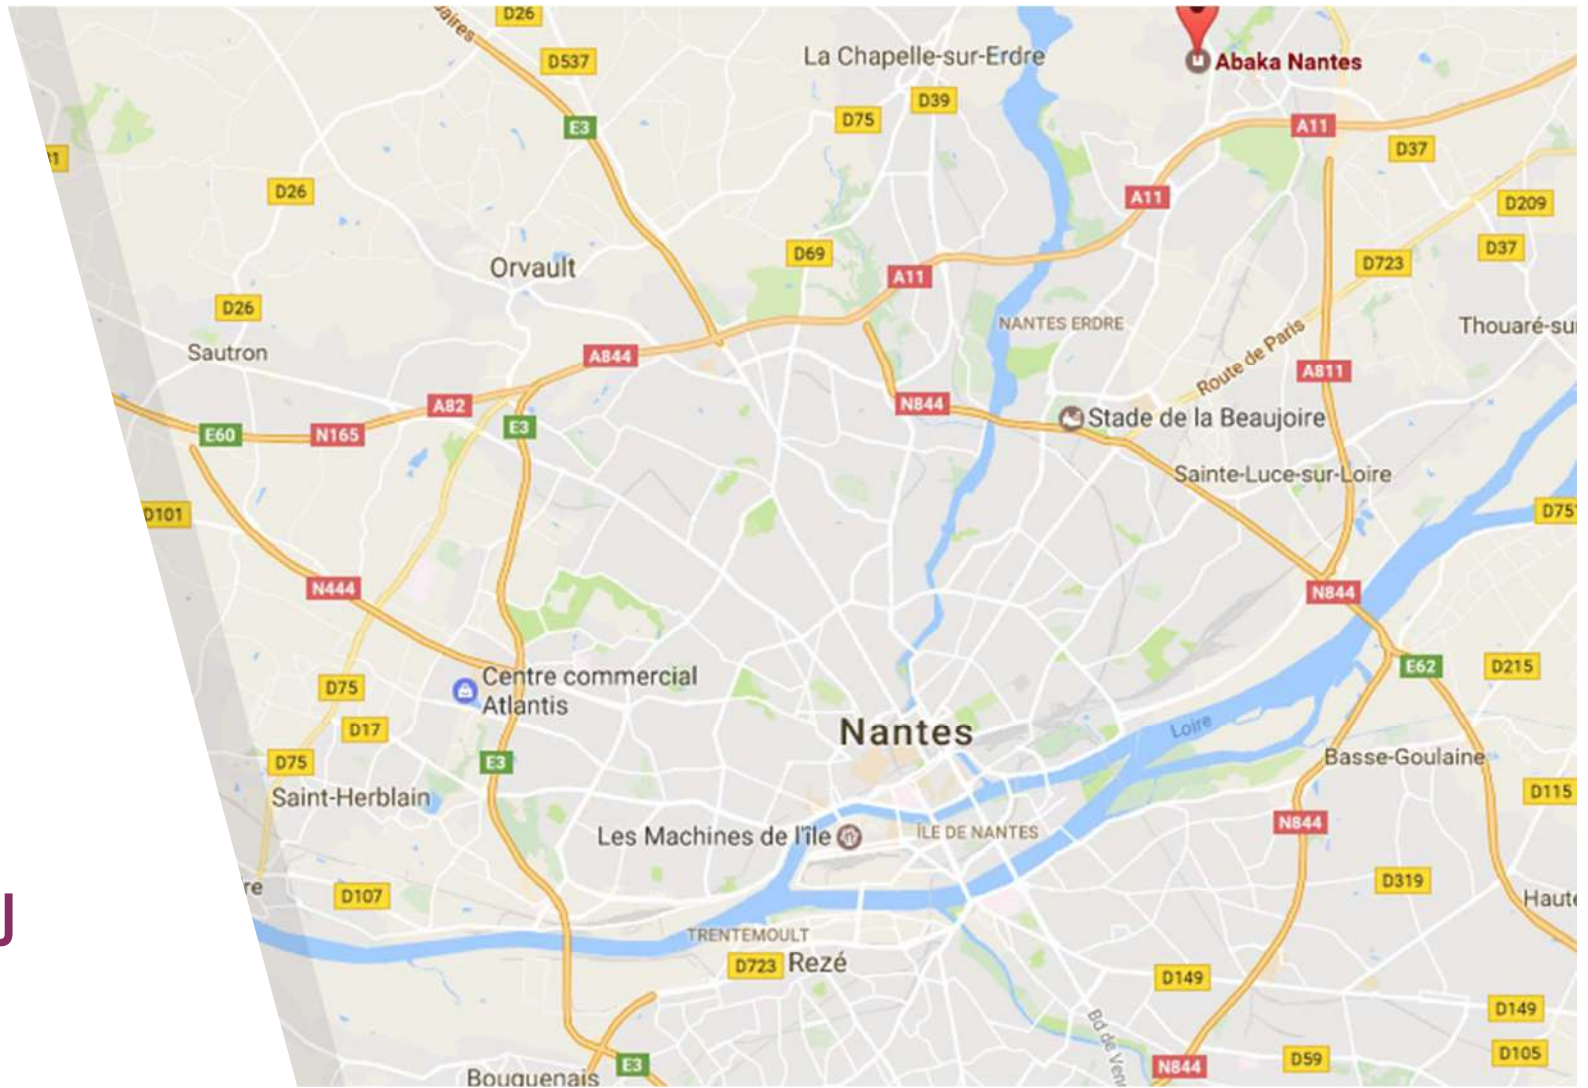 D26
aires
D537
La Chapelle-sur-Erdre
Abaka Nantes
D39
D75
E3
A11
D37
D26
A11
D209
D37
D69
D723
Orvault
A11
D26
NANTES ERDRE
Thouaré-sur
Sautron
A844
Route de Paris
A811
A82
N844
Stade de la Beaujoire
E3
E60
N165
Sainte-Luce-sur-Loire
D101
D751
N444
N844
E62
D215
Centre commercial
Atlantis
D75
D17
Nantes
Loire
D75
E3
Basse-Goulaine
Saint-Herblain
D115
N844
Les Machines de l'île
ÎLE DE NANTES
D319
re
D107
Haute
U
TRENTEMOULT
D723
Rezé
D149
D149
Bd de Ven
E3
N844
D59
D105
Bouguenais